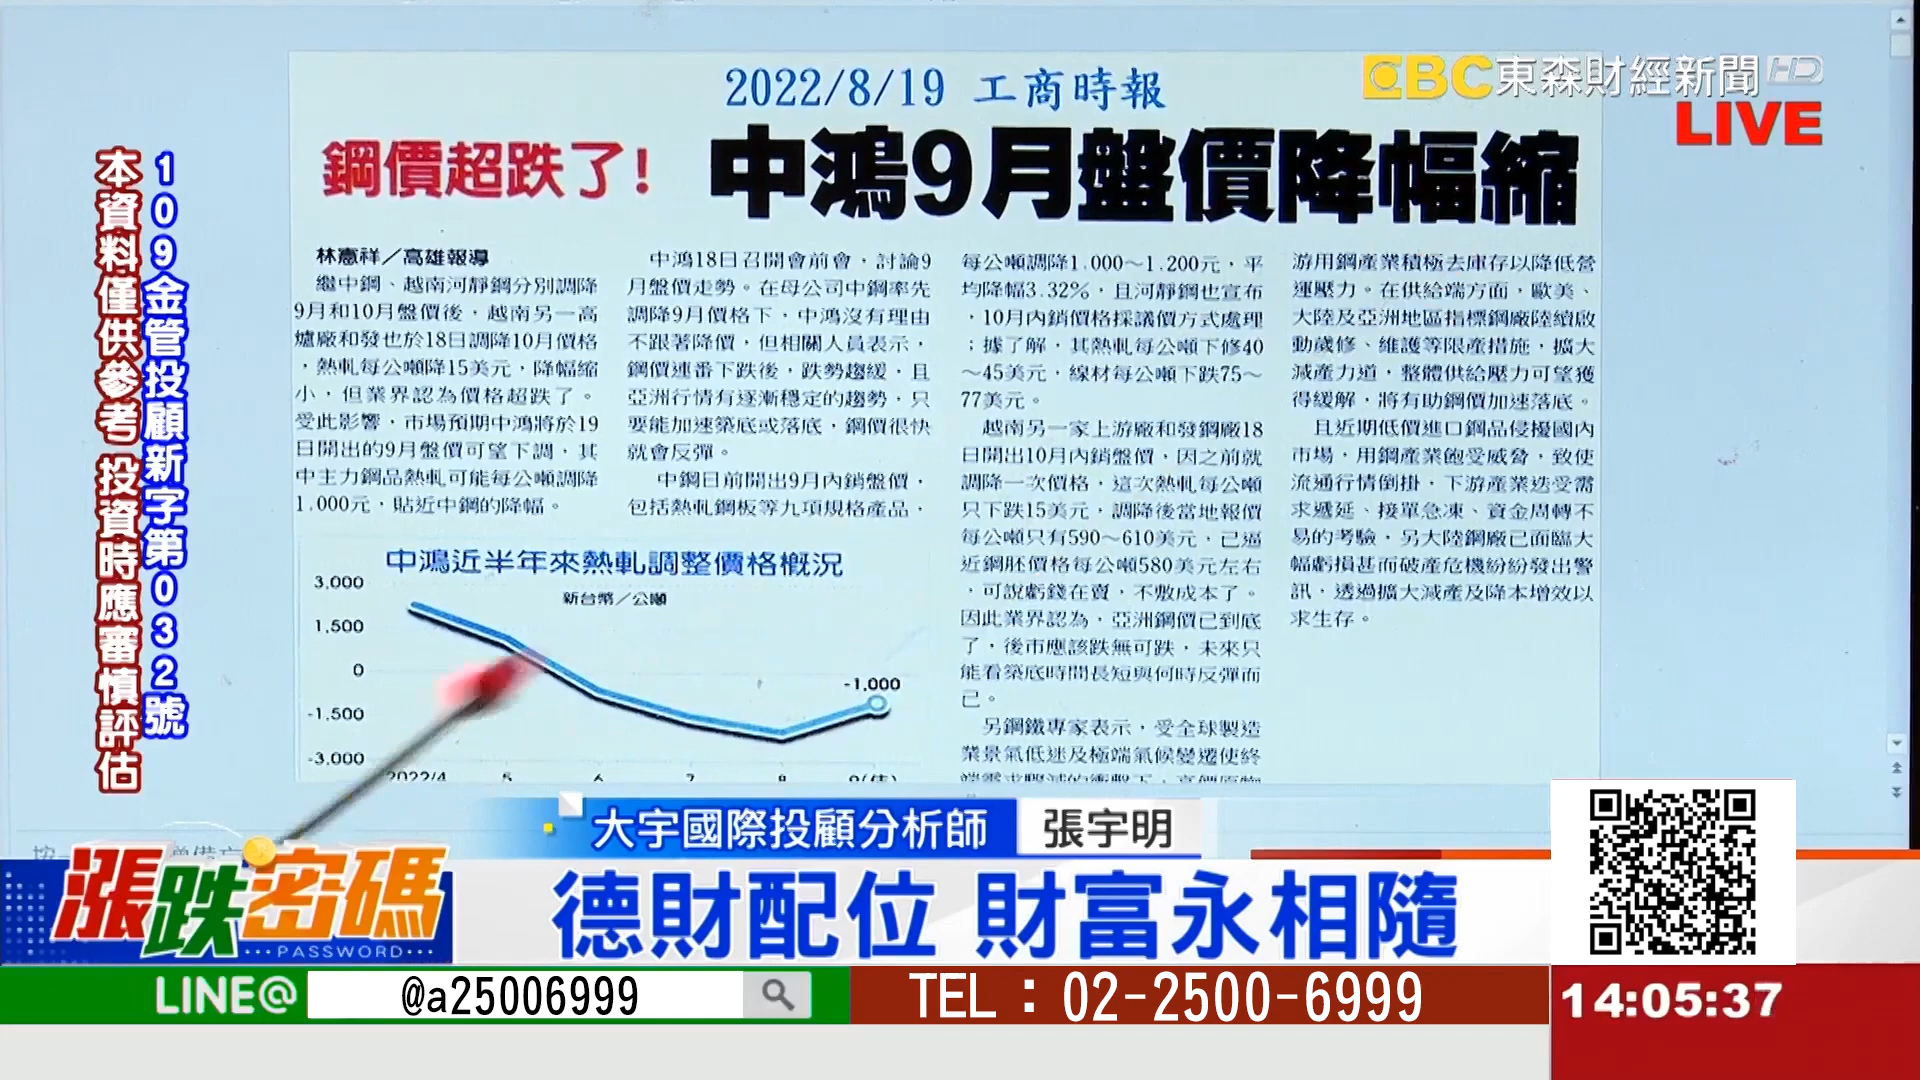 2022/8/19 工商時報
EBC東森財經新聞HD
LIVE
鋼價超跌了!
中鴻9月盤價降幅縮
109金管投顧新字第032號
本資料僅供參考 投資時應審慎評估
林憲祥／高雄報導
繼中鋼、越南河靜鋼分別調降
9月和10月盤價後，越南另一高
爐廠和發也於18日調降10月價格
，熱軋每公噸降15美元，降幅縮
小，但業界認為價格超跌了。
受此影響，市場預期中鴻將於19
日開出的9月盤價可望下調，其
中主力鋼品熱軋可能每公噸調降
1,000元，貼近中鋼的降幅。
中鴻18日召開會前會，討論9
月盤價走勢。在母公司中鋼率先
調降9月價格下，中鴻沒有理由
不跟著降價，但相關人員表示，
鋼價連番下跌後，跌勢趨緩，且
亞洲行情有逐漸穩定的趨勢，只
要能加速築底或落底，鋼價很快
就會反彈。
中鋼日前開出9月內銷盤價，
包括熱軋鋼板等九項規格產品，
每公噸調降1,000～1,200元，平
均降幅3.32%，且河靜鋼也宣布
，10月內銷價格採議價方式處理
；據了解，其熱軋每公噸下修40
～45美元，線材每公噸下跌75～
77美元。
越南另一家上游廠和發鋼廠18
日開出10月內銷盤價，因之前就
調降一次價格，這次熱軋每公噸
只下跌15美元，調降後當地報價
每公噸只有590～610美元，已逼
近鋼胚價格每公噸580美元左右
，可說虧錢在賣，不敷成本了。
因此業界認為，亞洲鋼價已到底
了，後市應該跌無可跌，未來只
能看築底時間長短與何時反彈而
已。
另鋼鐵專家表示，受全球製造
業景氣低迷及極端氣候變遷使終
游用鋼產業積極去庫存以降低營
運壓力。在供給端方面，歐美、
大陸及亞洲地區指標鋼廠陸續啟
動歲修、維護等限產措施，擴大
減產力道，整體供給壓力可望獲
得緩解，將有助鋼價加速落底。
且近期低價進口鋼品侵擾國內
市場，用鋼產業飽受威脅，致使
流通行情倒掛，下游產業迭受需
求遞延、接單急凍、資金周轉不
易的考驗，另大陸鋼廠已面臨大
幅虧損甚而破產危機紛紛發出警
訊，透過擴大減產及降本增效以
求生存。
中鴻近半年來熱軋調整價格概況
新台幣／公噸
3,000
1,500
0
-1,500
-3,000
-1,000
2022/4 5 6 7 8 9(估)
大宇國際投顧分析師 張宇明
漲跌密碼
PASSWORD
德財配位 財富永相隨
LINE@ @a25006999
TEL：02-2500-6999
14:05:37